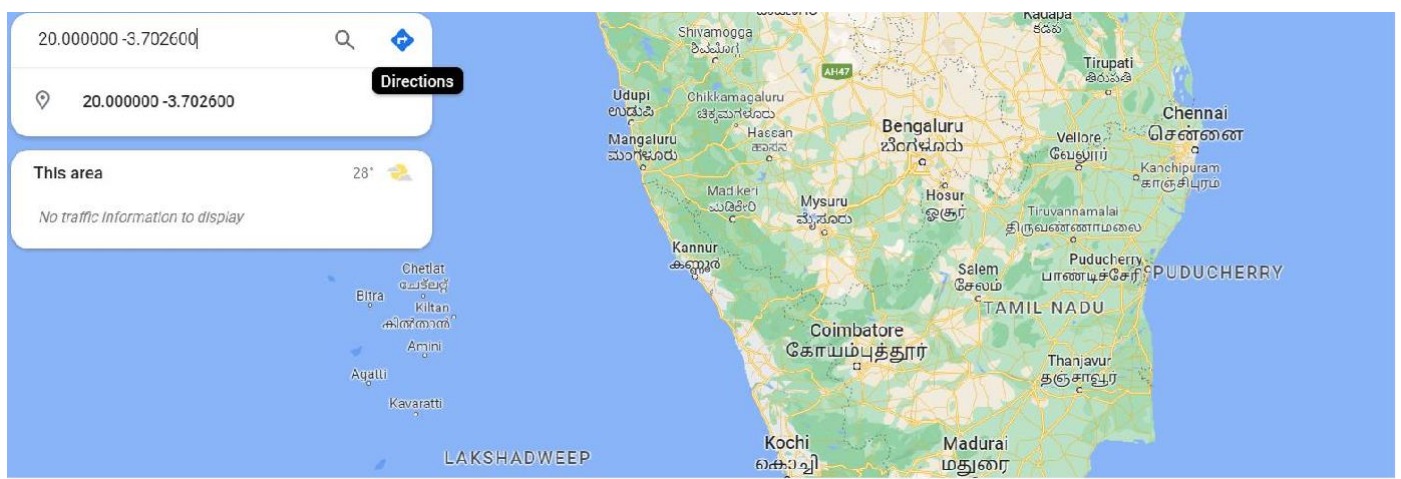 20.000000 -3.702600
Directions
20.000000 -3.702600
This area
28°
No traffic information to display
Kadapa
Shivamogga
ಶಿವಮೊಗ್ಗ
AH47
Tirupati
Udupi
ಉಡುಪಿ
Chikkamagaluru
ಚಿಕ್ಕಮಗಳೂರು
Hassan
ಹಾಸನ
Bengaluru
ಬೆಂಗಳೂರು
Chennai
சென்னை
Mangaluru
ಮಂಗಳೂರು
Vellore
வேலூர்
Kanchipuram
காஞ்சிபுரம்
Madikeri
ಮಡಿಕೇರಿ
Mysuru
ಮೈಸೂರು
Hosur
ஓசூர்
Tiruvannamalai
திருவண்ணாமலை
Kannur
കണ്ണൂർ
Salem
சேலம்
Puducherry
பாண்டிச்சேரி
PUDUCHERRY
Chetlat
Bitra
Kiltan
കിൽതാൻ
TAMIL NADU
Amini
Coimbatore
கோயம்புத்தூர்
Thanjavur
தஞ்சாவூர்
Agatti
Kavaratti
LAKSHADWEEP
Kochi
കൊച്ചി
Madurai
மதுரை